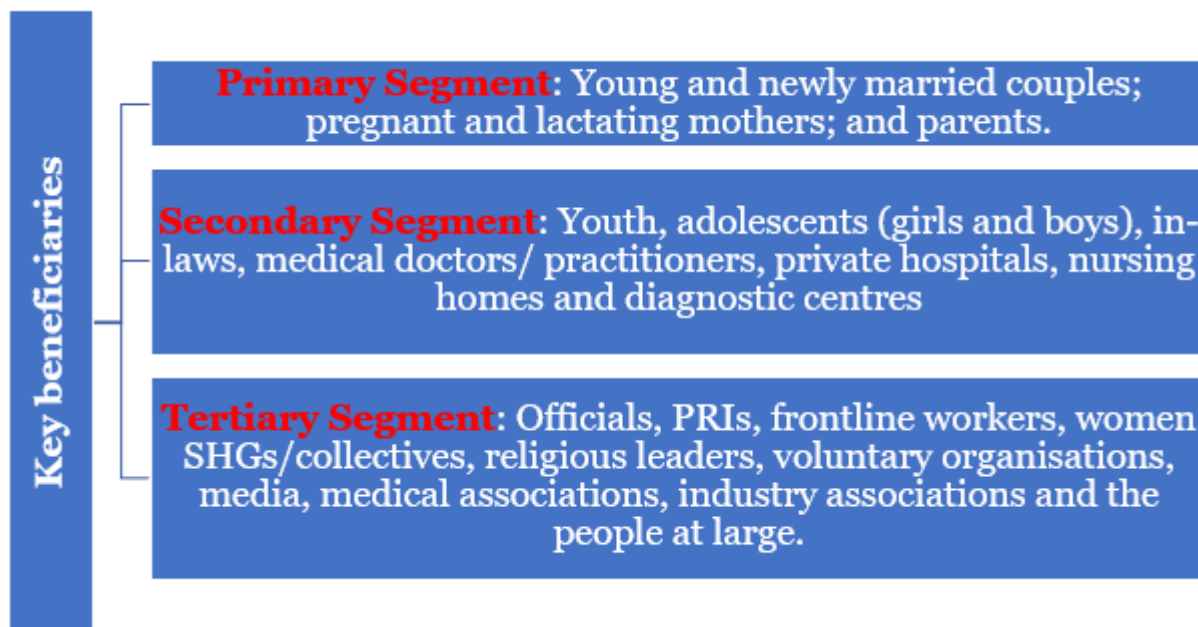 Key beneficiaries
Primary Segment: Young and newly married couples;
pregnant and lactating mothers; and parents.
Secondary Segment: Youth, adolescents (girls and boys), in-
laws, medical doctors/ practitioners, private hospitals, nursing
homes and diagnostic centres
Tertiary Segment: Officials, PRIs, frontline workers, women
SHGs/collectives, religious leaders, voluntary organisations,
media, medical associations, industry associations and the
people at large.